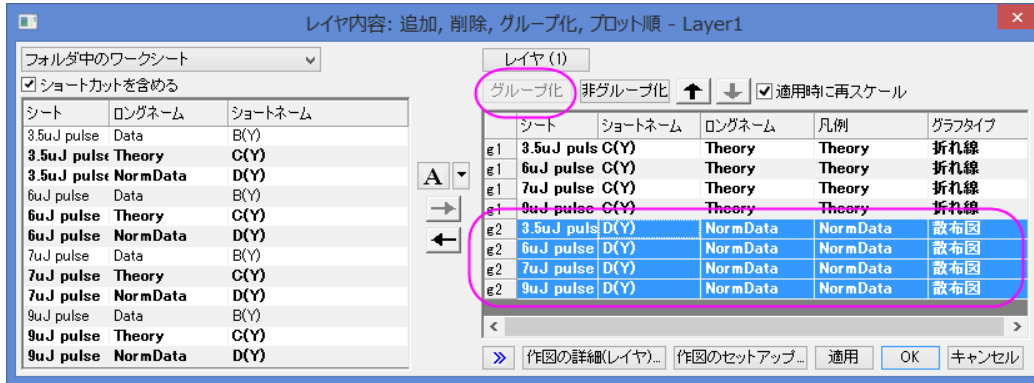 レイヤ内容: 追加, 削除, グループ化, プロット順 - Layer1
フォルダ中のワークシート
ショートカットを含める
シート ロングネーム ショートネーム
3.5uJ pulse Data B(Y)
3.5uJ pulse Theory C(Y)
3.5uJ pulse NormData D(Y)
6uJ pulse Data B(Y)
6uJ pulse Theory C(Y)
6uJ pulse NormData D(Y)
7uJ pulse Data B(Y)
7uJ pulse Theory C(Y)
7uJ pulse NormData D(Y)
9uJ pulse Data B(Y)
9uJ pulse Theory C(Y)
9uJ pulse NormData D(Y)
A
レイヤ(1)
グループ化 非グループ化 適用時に再スケール
シート ショートネーム ロングネーム 凡例 グラフタイプ
g1 3.5uJ puls C(Y) Theory Theory 折れ線
g1 6uJ pulse C(Y) Theory Theory 折れ線
g1 7uJ pulse C(Y) Theory Theory 折れ線
g1 9uJ pulse C(Y) Theory Theory 折れ線
g2 3.5uJ puls D(Y) NormData NormData 散布図
g2 6uJ pulse D(Y) NormData NormData 散布図
g2 7uJ pulse D(Y) NormData NormData 散布図
g2 9uJ pulse D(Y) NormData NormData 散布図
作図の詳細(レイヤ)... 作図のセットアップ... 適用 OK キャンセル